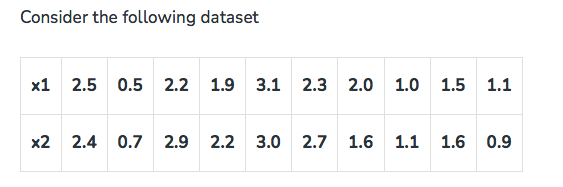 Consider the following dataset
x1 2.5 0.5 2.2 1.9 3.1 2.3 2.0 1.0 1.5 1.1
x2 2.4 0.7 2.9 2.2 3.0 2.7 1.6 1.1 1.6 0.9